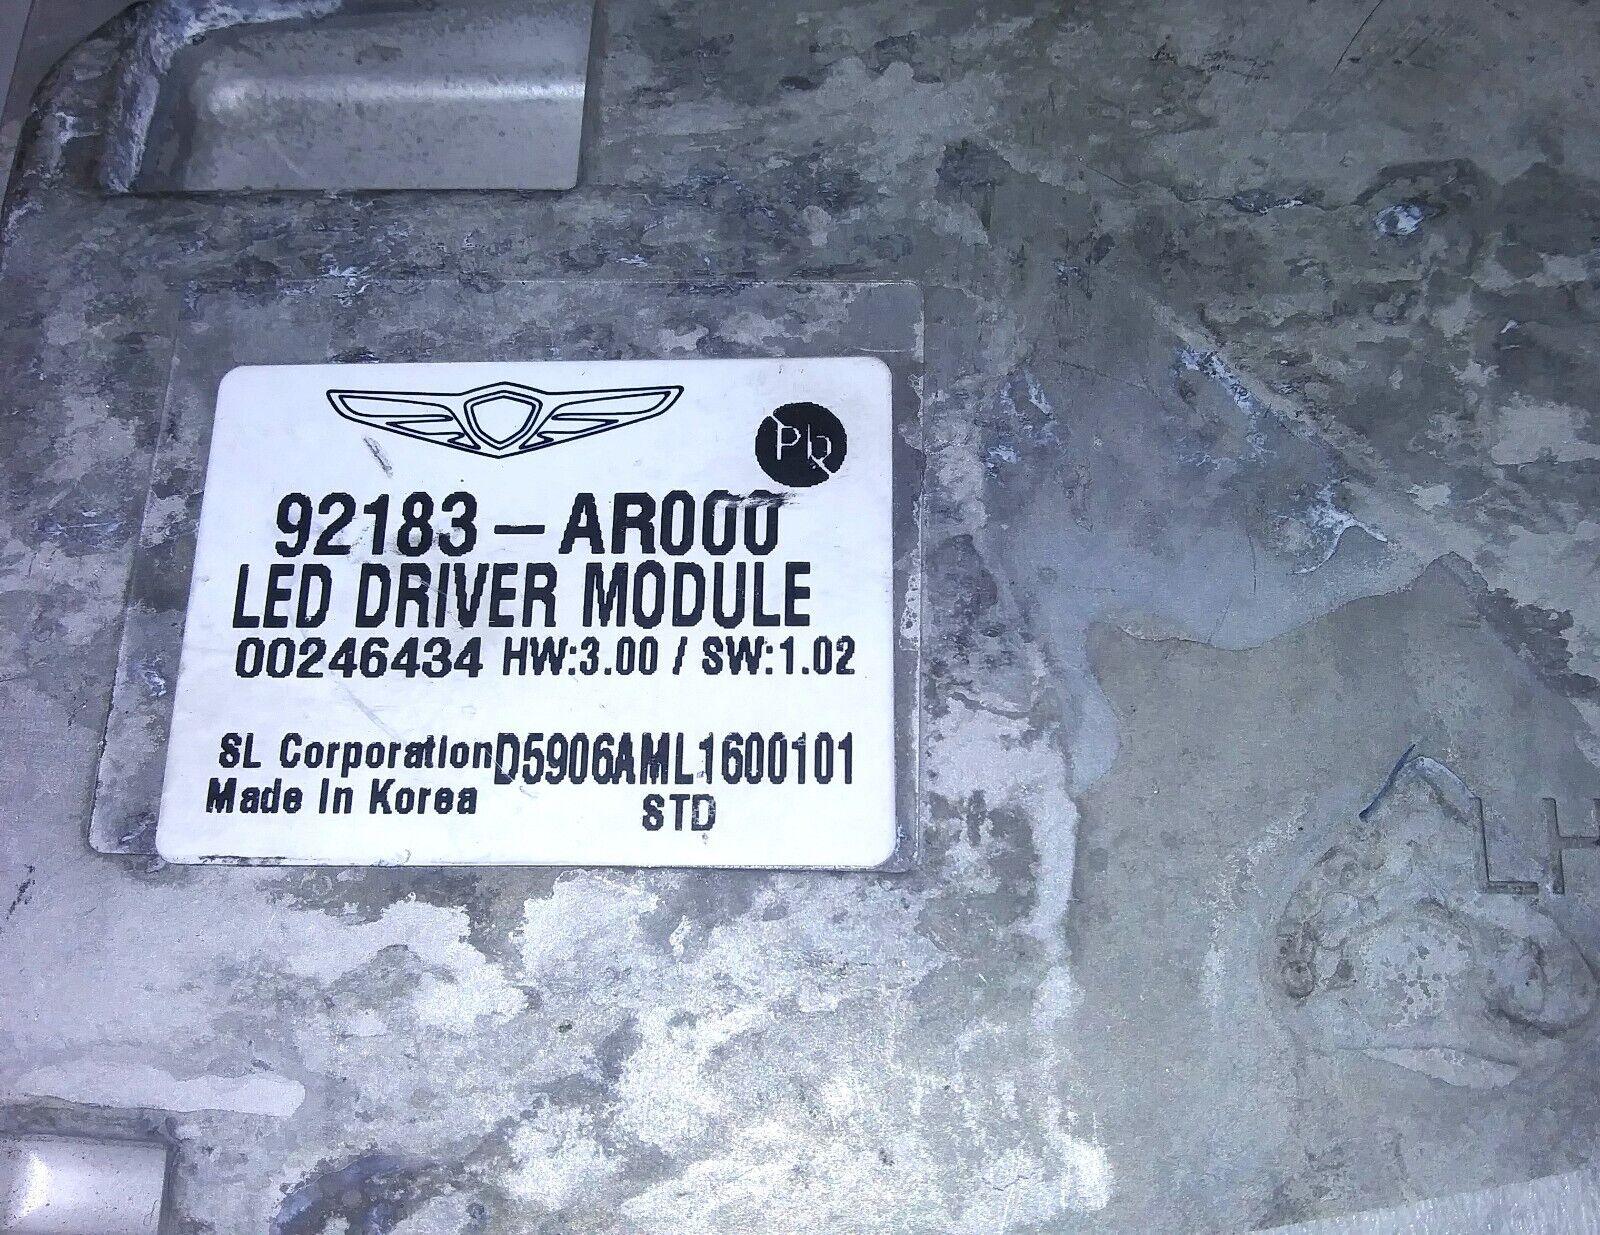 Pb
92183-AR000
LED DRIVER MODULE
00246434 HW:3.00 / SW:1.02
SL Corporation D5906AML1600101
Made In Korea STD
LH